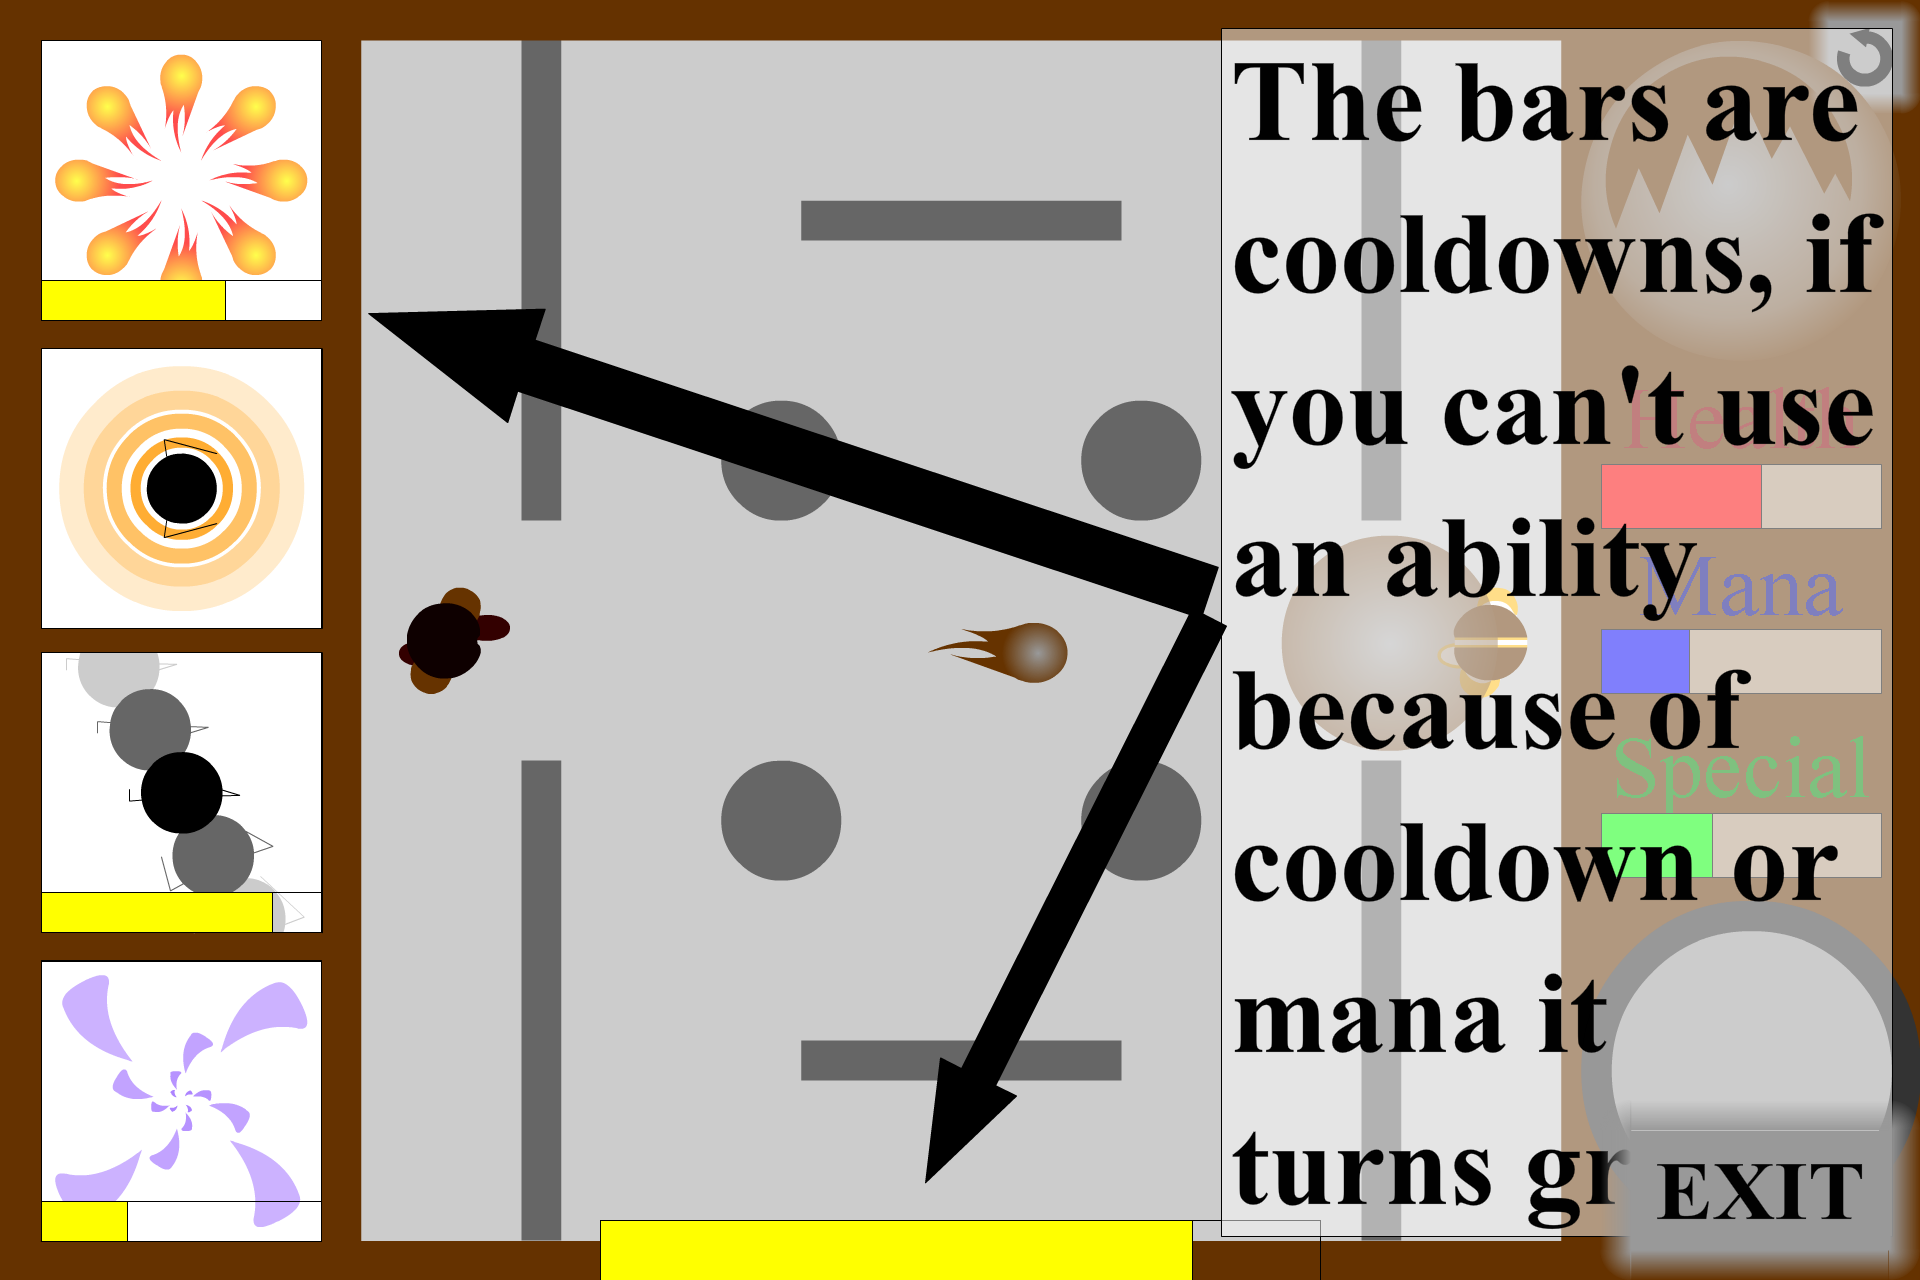 The bars are
cooldowns, if
you can't use
an ability
because of
cooldown or
mana it
turns gr
Health
Mana
Special
EXIT